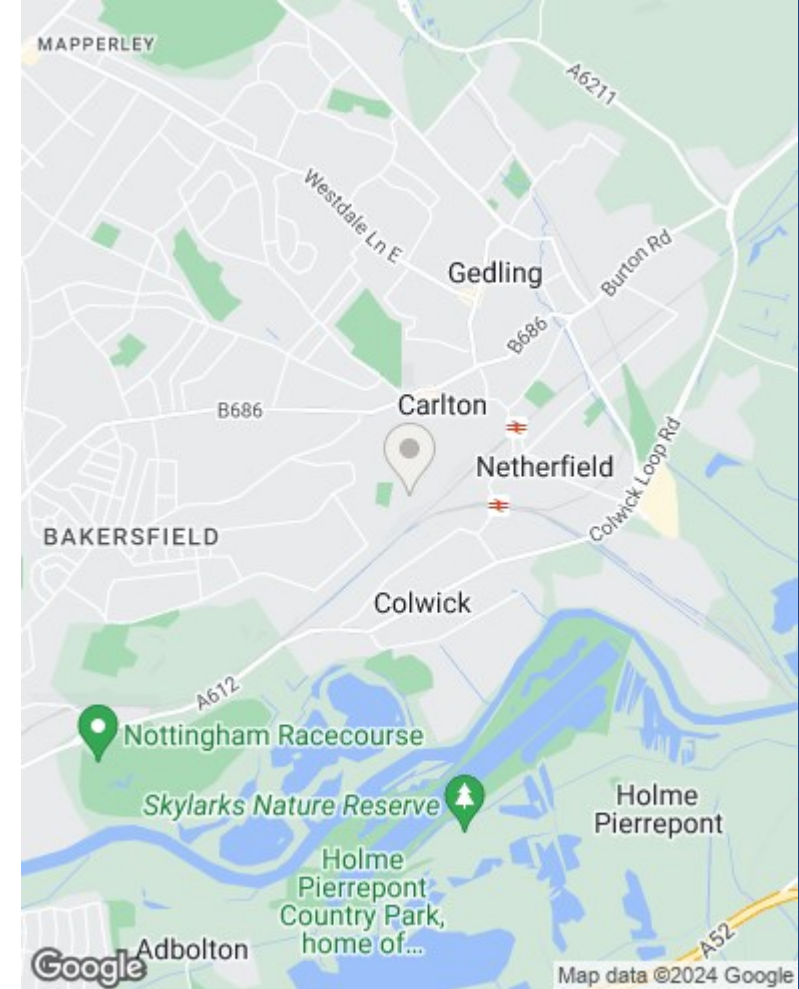 MAPPERLEY
A6211
Westdale Ln E
Gedling
Burton Rd
B686
Carlton
B686
Netherfield
Colwick Loop Rd
BAKERSFIELD
Colwick
A612
Nottingham Racecourse
Skylarks Nature Reserve
Holme
Pierrepont
Holme
Pierrepont
Country Park,
home of...
Adbolton
A52
Google
Map data ©2024 Google